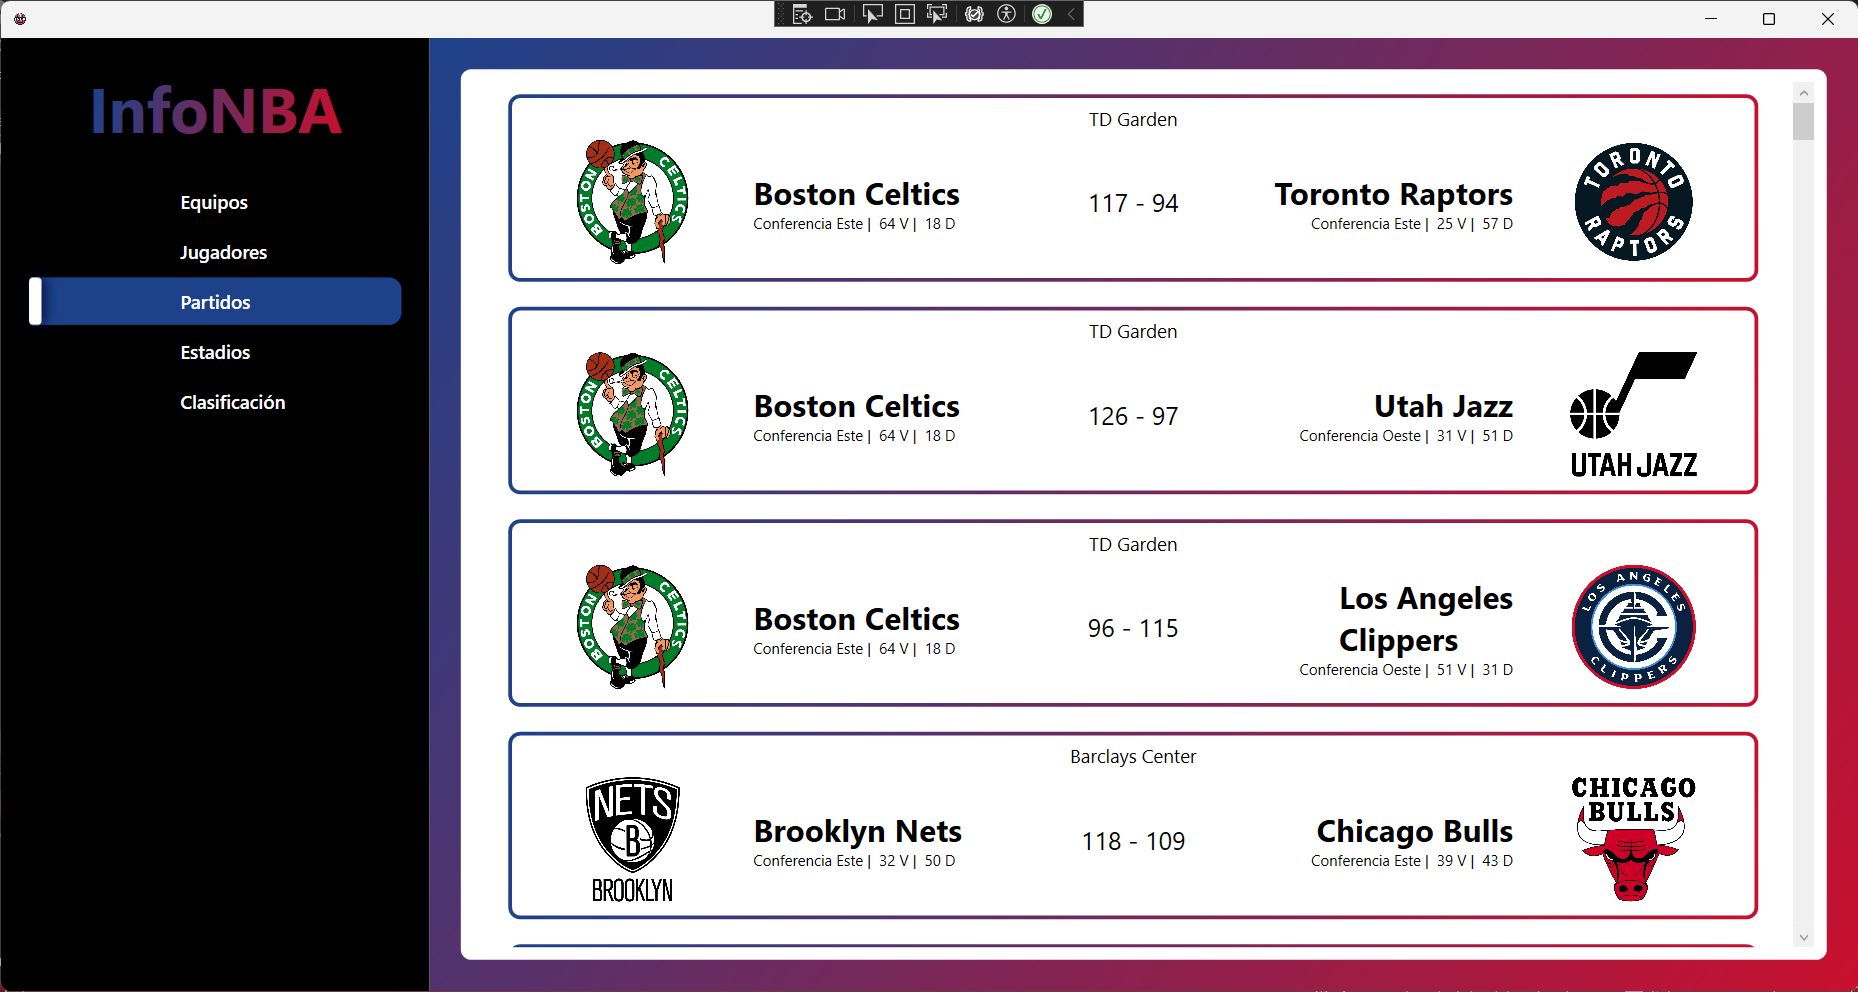 InfoNBA
Equipos
Jugadores
Partidos
Estadios
Clasificación
TD Garden
BOSTON CELTICS
Boston Celtics
Conferencia Este | 64 V | 18 D
117 - 94
Toronto Raptors
Conferencia Este | 25 V | 57 D
TORONTO RAPTORS
TD Garden
BOSTON CELTICS
Boston Celtics
Conferencia Este | 64 V | 18 D
126 - 97
Utah Jazz
Conferencia Oeste | 31 V | 51 D
UTAH JAZZ
TD Garden
BOSTON CELTICS
Boston Celtics
Conferencia Este | 64 V | 18 D
96 - 115
Los Angeles
Clippers
Conferencia Oeste | 51 V | 31 D
LOS ANGELES
C
CLIPPERS
Barclays Center
NETS
B
BROOKLYN
Brooklyn Nets
Conferencia Este | 32 V | 50 D
118 - 109
Chicago Bulls
Conferencia Este | 39 V | 43 D
CHICAGO
BULLS